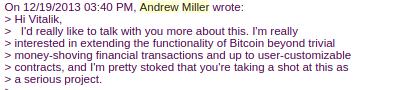 On 12/19/2013 03:40 PM, Andrew Miller wrote:
> Hi Vitalik,
>   I'd really like to talk with you more about this. I'm really
> interested in extending the functionality of Bitcoin beyond trivial
> money-shoving financial transactions and up to user-customizable
> contracts, and I'm pretty stoked that you're taking a shot at this as
> a serious project.